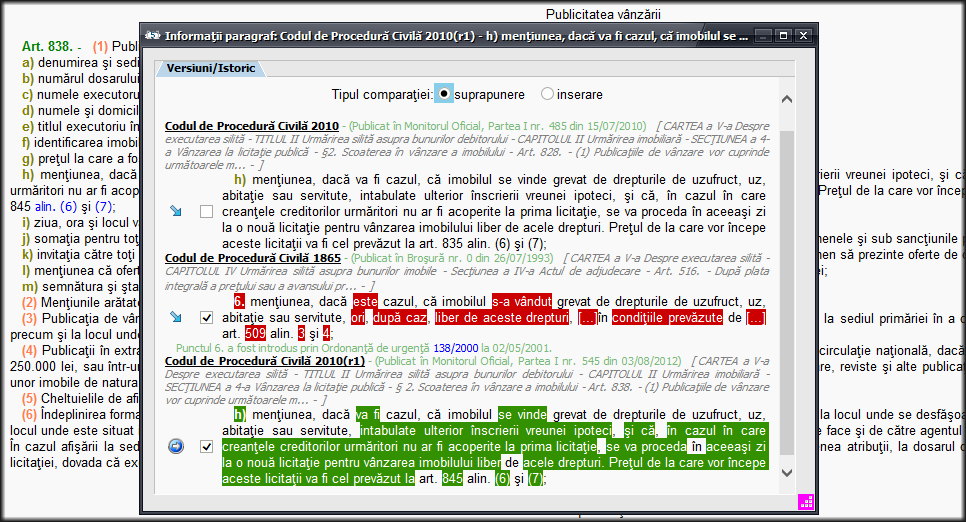 Publicitatea vânzării
Informaţii paragraf: Codul de Procedură Civilă 2010(r1) - h) menţiunea, dacă va fi cazul, că imobilul se ...
Art. 838. - (1) Publ
a) denumirea şi sedi
b) numărul dosarului
c) numele executoru
d) numele şi domicil
e) titlul executoriu în
f) identificarea imobi
g) preţul la care a fo
h) menţiunea, dacă
urmăritori nu ar fi acop
845 alin. (6) şi (7);
i) ziua, ora şi locul v
j) somaţia pentru toţ
k) invitaţia către toţi
l) menţiunea că ofert
m) semnătura şi şta
(2) Menţiunile arătate
(3) Publicaţia de vân
precum şi la locul unde
(4) Publicaţii în extra
250.000 lei, sau într-u
unor imobile de natura
(5) Cheltuielile de afi
(6) Îndeplinirea forma
locul unde este situat
În cazul afişării la sed
licitaţiei, dovada că ex
Versiuni/Istoric
Tipul comparaţiei: suprapunere inserare
Codul de Procedură Civilă 2010 - (Publicat în Monitorul Oficial, Partea I nr. 485 din 15/07/2010) [ CARTEA a V-a Despre
executarea silită - TITLUL II Urmărirea silită asupra bunurilor debitorului - CAPITOLUL II Urmărirea imobiliară - SECŢIUNEA a 4-
a Vânzarea la licitaţie publică - §2. Scoaterea în vânzare a imobilului - Art. 828. - (1) Publicaţiile de vânzare vor cuprinde
următoarele m... - ]
h) menţiunea, dacă va fi cazul, că imobilul se vinde grevat de drepturile de uzufruct, uz,
abitaţie sau servitute, intabulate ulterior înscrierii vreunei ipoteci, şi că, în cazul în care
creanţele creditorilor urmăritori nu ar fi acoperite la prima licitaţie, se va proceda în aceeaşi zi
la o nouă licitaţie pentru vânzarea imobilului liber de acele drepturi. Preţul de la care vor începe
aceste licitaţii va fi cel prevăzut la art. 835 alin. (6) şi (7);
Codul de Procedură Civilă 1865 - (Publicat în Broşură nr. 0 din 26/07/1993) [ CARTEA a V-a Despre executarea silită -
CAPITOLUL IV Urmărirea silită asupra bunurilor imobile - Secţiunea a IV-a Actul de adjudecare - Art. 516. - După plata
integrală a preţului sau a avansului pr... - ]
6. menţiunea, dacă este cazul, că imobilul s-a vândut grevat de drepturile de uzufruct, uz,
abitaţie sau servitute, ori, după caz, liber de aceste drepturi, [...]în condiţiile prevăzute de [...]
art. 509 alin. 3 şi 4;
Punctul 6. a fost introdus prin Ordonanţă de urgenţă 138/2000 la 02/05/2001.
Codul de Procedură Civilă 2010(r1) - (Publicat în Monitorul Oficial, Partea I nr. 545 din 03/08/2012) [ CARTEA a V-a
Despre executarea silită - TITLUL II Urmărirea silită asupra bunurilor debitorului - CAPITOLUL II Urmărirea imobiliară -
SECŢIUNEA a 4-a Vânzarea la licitaţie publică - § 2. Scoaterea în vânzare a imobilului - Art. 838. - (1) Publicaţiile de vânzare
vor cuprinde următoarele m... - ]
h) menţiunea, dacă va fi cazul, că imobilul se vinde grevat de drepturile de uzufruct, uz,
abitaţie sau servitute, intabulate ulterior înscrierii vreunei ipoteci, şi că, în cazul în care
creanţele creditorilor urmăritori nu ar fi acoperite la prima licitaţie, se va proceda în aceeaşi zi
la o nouă licitaţie pentru vânzarea imobilului liber de acele drepturi. Preţul de la care vor începe
aceste licitaţii va fi cel prevăzut la art. 845 alin. (6) şi (7);
erii vreunei ipoteci, şi că
Preţul de la care vor încep
nenele şi sub sancţiunile p
nen să prezinte oferte de c
ei;
la sediul primăriei în a c
circulaţie naţională, dacă
are, reviste şi alte publicat
la locul unde se desfăşoa
e face şi de către agentul
enea atribuţii, la dosarul d